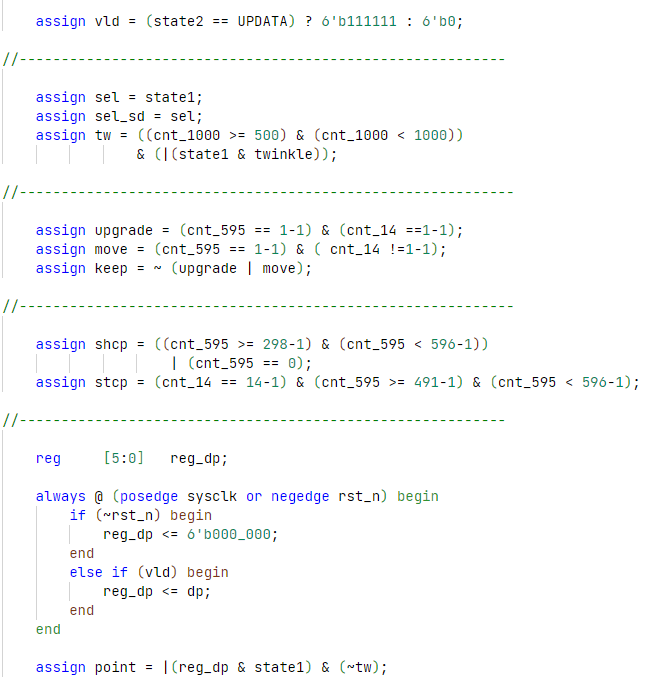 assign vld = (state2 == UPDATA) ? 6'b111111 : 6'b0;
//----------------------------------------------------------
assign sel = state1;
assign sel_sd = sel;
assign tw = ((cnt_1000 >= 500) & (cnt_1000 < 1000))
& (|(state1 & twinkle));
//-----------------------------------------------------------
assign upgrade = (cnt_595 == 1-1) & (cnt_14 ==1-1);
assign move = (cnt_595 == 1-1) & ( cnt_14 !=1-1);
assign keep = ~ (upgrade | move);
//-----------------------------------------------------------
assign shcp = ((cnt_595 >= 298-1) & (cnt_595 < 596-1))
| (cnt_595 == 0);
assign stcp = (cnt_14 == 14-1) & (cnt_595 >= 491-1) & (cnt_595 < 596-1);
//----------------------------------------------------------
reg [5:0] reg_dp;
always @ (posedge sysclk or negedge rst_n) begin
if (~rst_n) begin
reg_dp <= 6'b000_000;
end
else if (vld) begin
reg_dp <= dp;
end
end
assign point = |(reg_dp & state1) & (~tw);